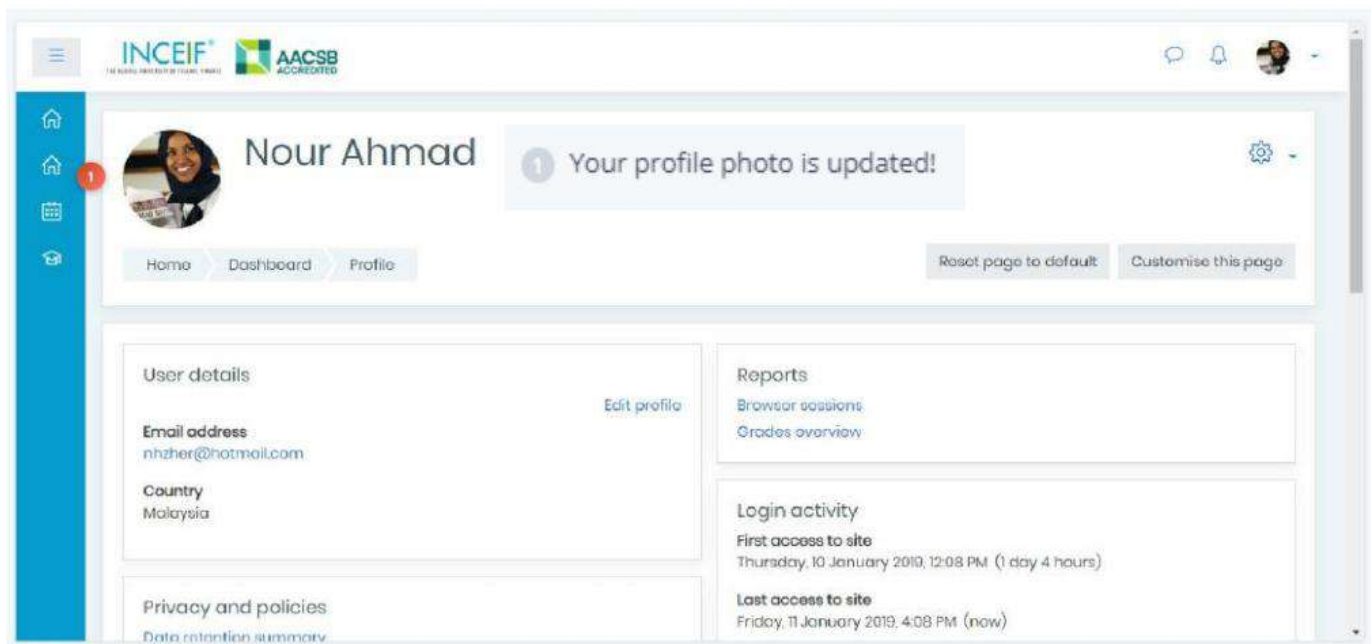 INCEIF®
AACSB
ACCREDITED
Nour Ahmad
1 Your profile photo is updated!
1
Home Dashboard Profile
Reset page to default Customise this page
User details
Edit profile
Email address
nhzher@hotmail.com
Country
Malaysia
Privacy and policies
Data retention summary
Reports
Browser sessions
Grades overview
Login activity
First access to site
Thursday, 10 January 2019, 12:08 PM (1 day 4 hours)
Last access to site
Friday, 11 January 2019, 4:08 PM (now)